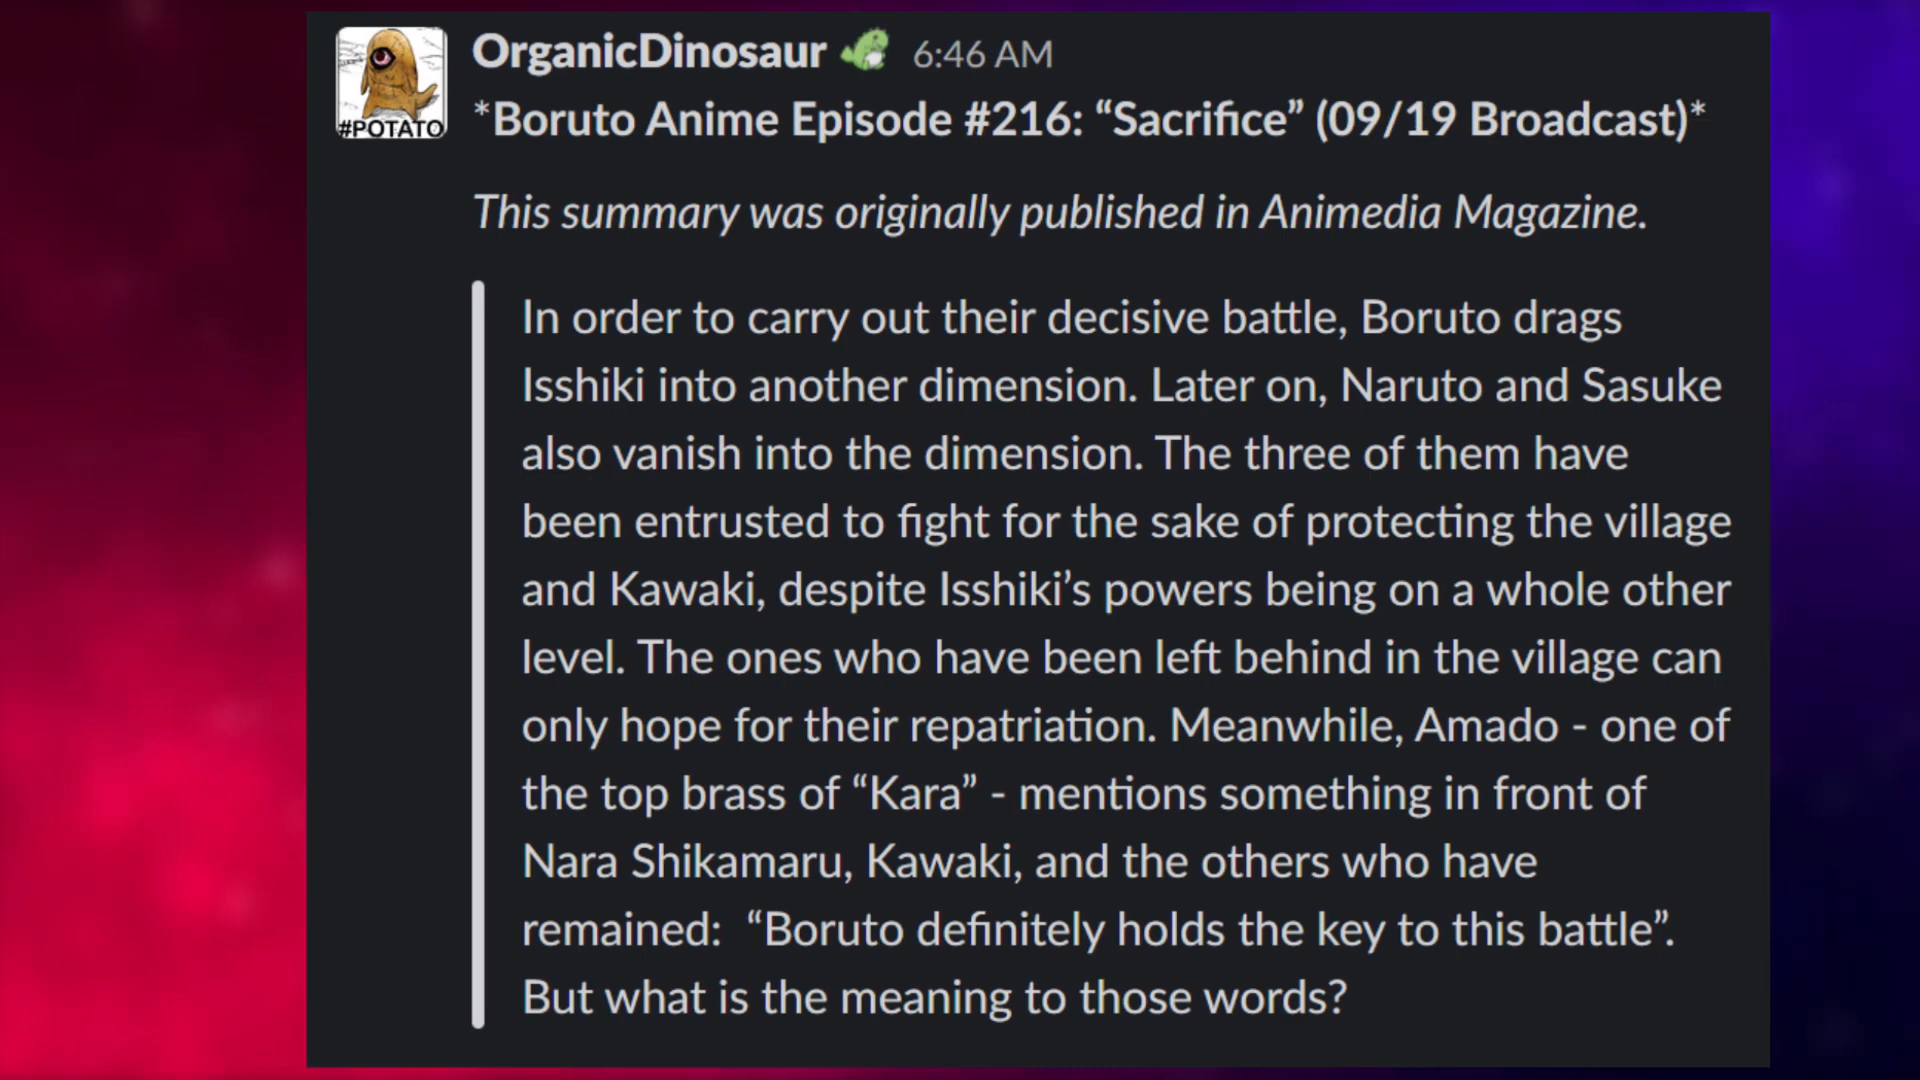 OrganicDinosaur 6:46 AM
#POTATO
*Boruto Anime Episode #216: “Sacrifice” (09/19 Broadcast)*
This summary was originally published in Animedia Magazine.
In order to carry out their decisive battle, Boruto drags
Isshiki into another dimension. Later on, Naruto and Sasuke
also vanish into the dimension. The three of them have
been entrusted to fight for the sake of protecting the village
and Kawaki, despite Isshiki’s powers being on a whole other
level. The ones who have been left behind in the village can
only hope for their repatriation. Meanwhile, Amado - one of
the top brass of “Kara” - mentions something in front of
Nara Shikamaru, Kawaki, and the others who have
remained:  “Boruto definitely holds the key to this battle”.
But what is the meaning to those words?